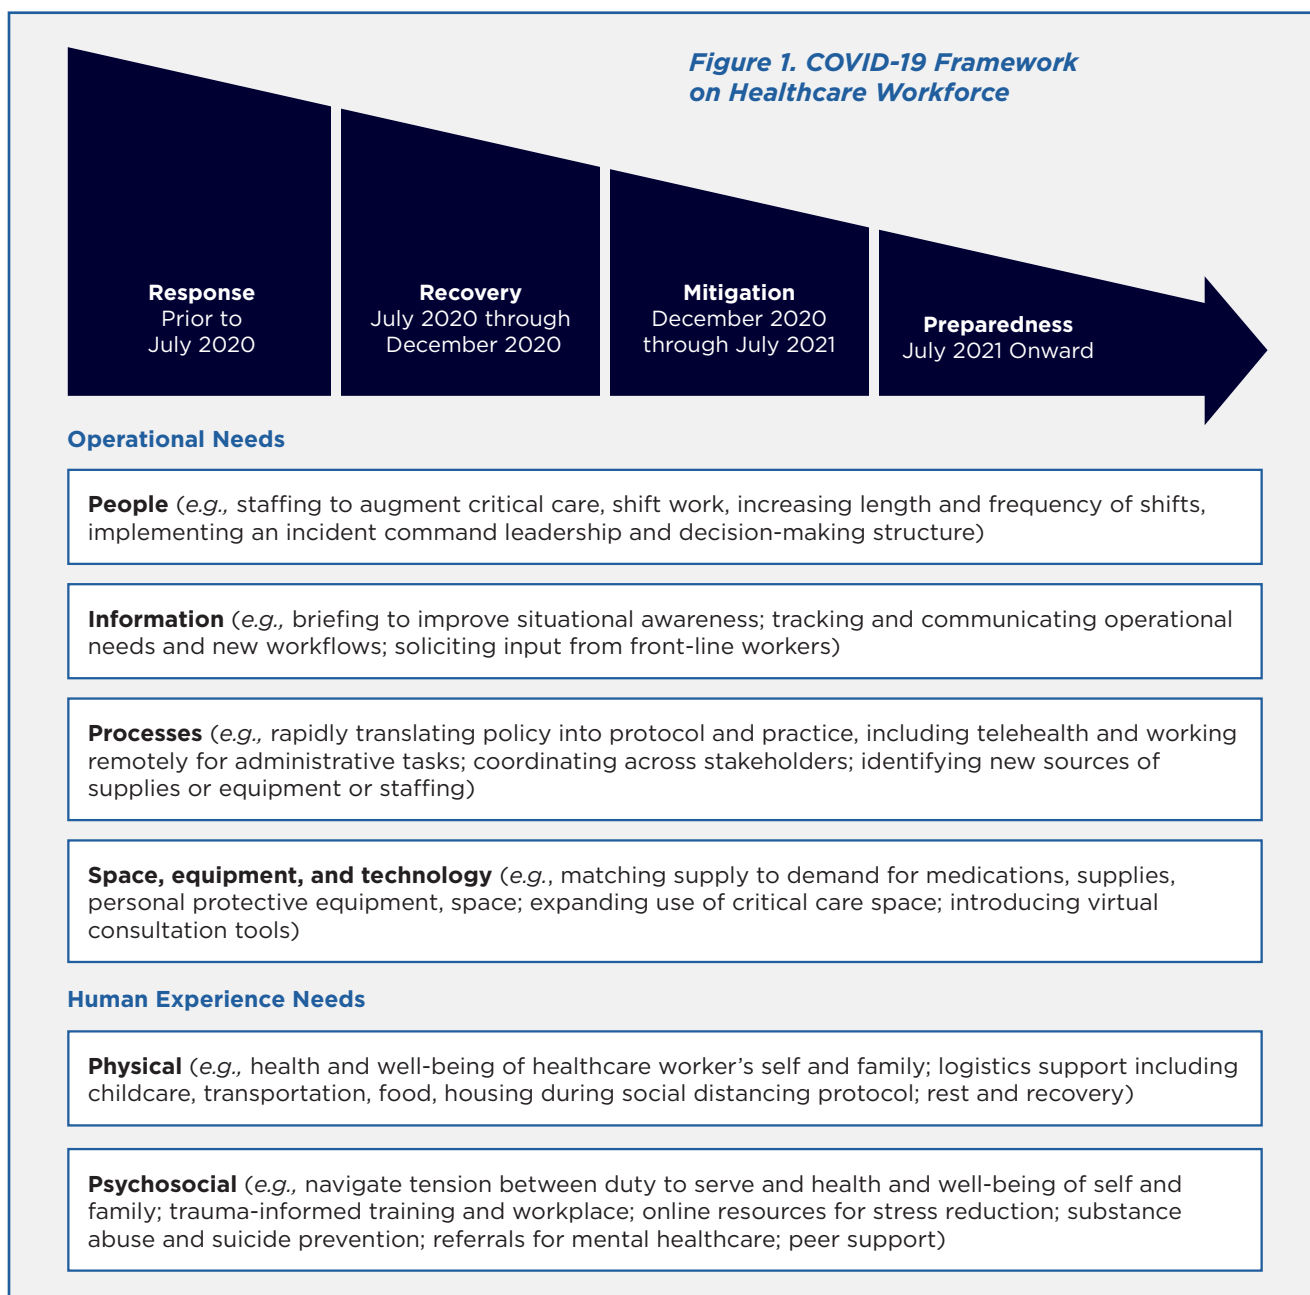 Figure 1. COVID-19 Framework
on Healthcare Workforce
Response
Prior to
July 2020
Recovery
July 2020 through
December 2020
Mitigation
December 2020
through July 2021
Preparedness
July 2021 Onward
Operational Needs
People (e.g., staffing to augment critical care, shift work, increasing length and frequency of shifts,
implementing an incident command leadership and decision-making structure)
Information (e.g., briefing to improve situational awareness; tracking and communicating operational
needs and new workflows; soliciting input from front-line workers)
Processes (e.g., rapidly translating policy into protocol and practice, including telehealth and working
remotely for administrative tasks; coordinating across stakeholders; identifying new sources of
supplies or equipment or staffing)
Space, equipment, and technology (e.g., matching supply to demand for medications, supplies,
personal protective equipment, space; expanding use of critical care space; introducing virtual
consultation tools)
Human Experience Needs
Physical (e.g., health and well-being of healthcare worker’s self and family; logistics support including
childcare, transportation, food, housing during social distancing protocol; rest and recovery)
Psychosocial (e.g., navigate tension between duty to serve and health and well-being of self and
family; trauma-informed training and workplace; online resources for stress reduction; substance
abuse and suicide prevention; referrals for mental healthcare; peer support)